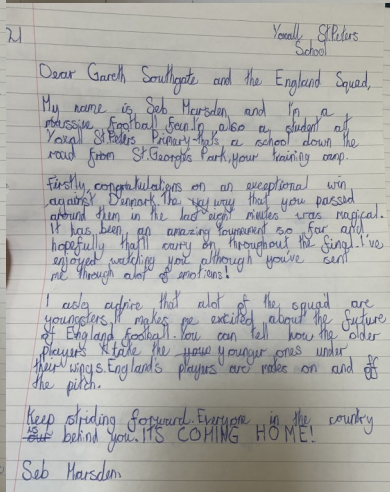 21
Yoxall St.Peters
School
Dear Gareth Southgate and the England Squad,
My name is Seb Marsden and I'm a
massive football fan.I'm also a student at
Yoxall St.Peters Primary-thats a school down the
road from St.Georges Park,your training camp.
Firstly, congratulations on an exceptional win
against Denmark.The way that you passed
around them in the last eight minutes was magical.
It has been an amazing tournament so far and
hopefully that'll carry on throughout the final.I've
enjoyed watching you although you've sent
me through alot of emotions!
I also admire that alot of the squad are
youngsters.It makes me excited about the future
of England football.You can tell how the older
players take the younger ones under
their wings.England's players are roles on and off
the pitch.
Keep striding forward.Everyone in the country
is behind you.ITS COMING HOME!
Seb Marsden